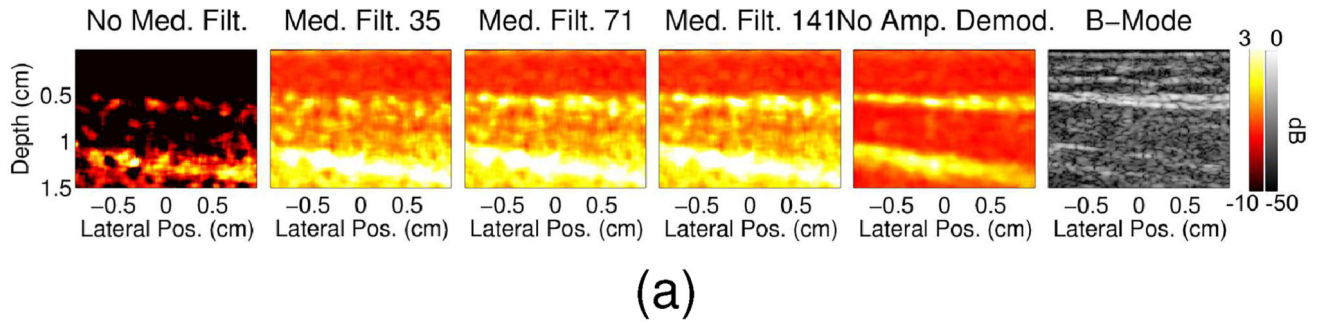 No Med. Filt. Med. Filt. 35 Med. Filt. 71 Med. Filt. 141 No Amp. Demod. B-Mode
3 0
0.5
1
1.5
Depth (cm)
dB
-10 -50
-0.5 0 0.5 -0.5 0 0.5 -0.5 0 0.5 -0.5 0 0.5 -0.5 0 0.5 -0.5 0 0.5
Lateral Pos. (cm) Lateral Pos. (cm) Lateral Pos. (cm) Lateral Pos. (cm) Lateral Pos. (cm) Lateral Pos. (cm)
(a)